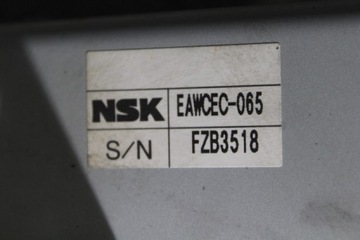 NSK EAWCEC-065
S/N FZB3518